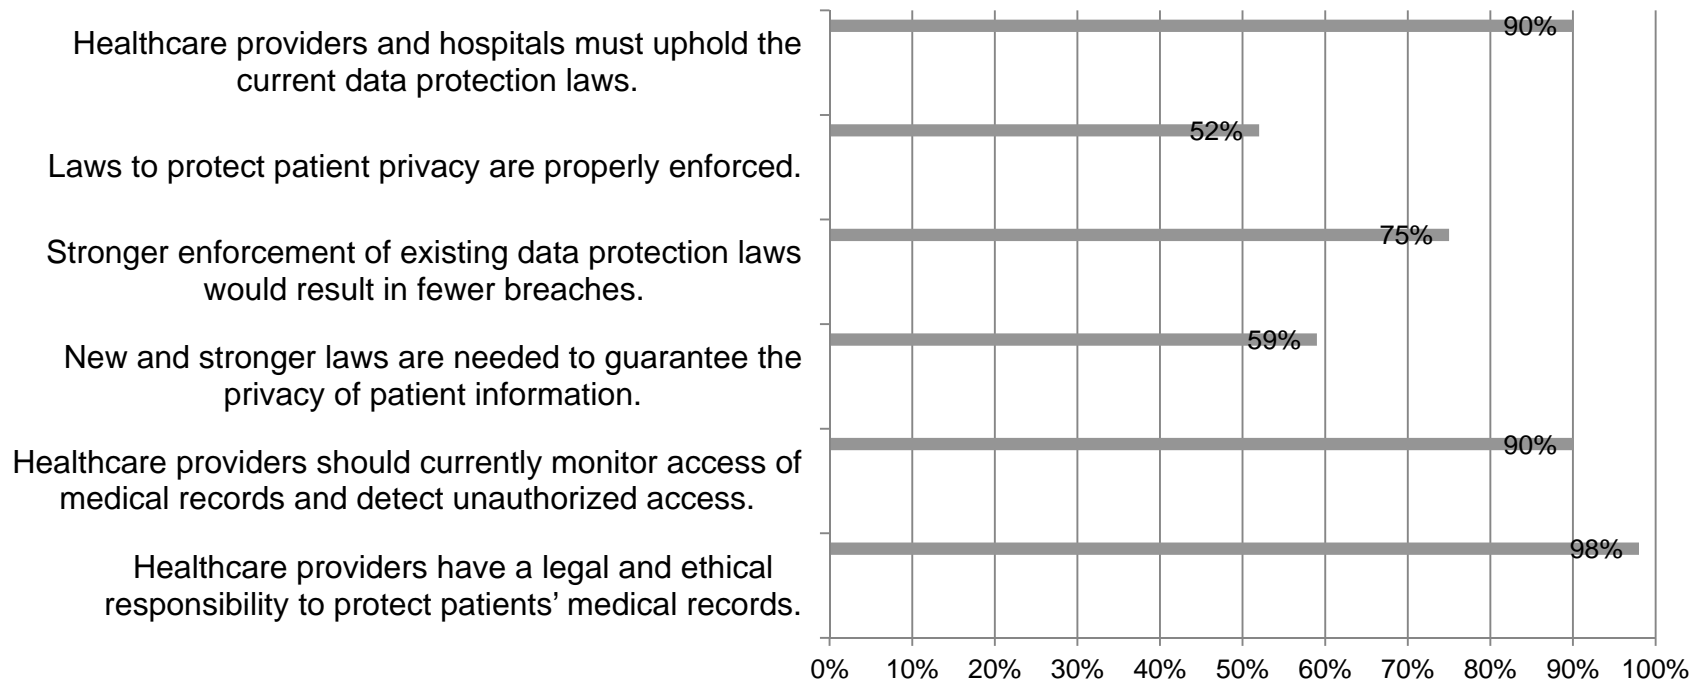 Healthcare providers and hospitals must uphold the
current data protection laws.
90%
Laws to protect patient privacy are properly enforced.
52%
Stronger enforcement of existing data protection laws
would result in fewer breaches.
75%
New and stronger laws are needed to guarantee the
privacy of patient information.
59%
Healthcare providers should currently monitor access of
medical records and detect unauthorized access.
90%
Healthcare providers have a legal and ethical
responsibility to protect patients’ medical records.
98%
0% 10% 20% 30% 40% 50% 60% 70% 80% 90% 100%